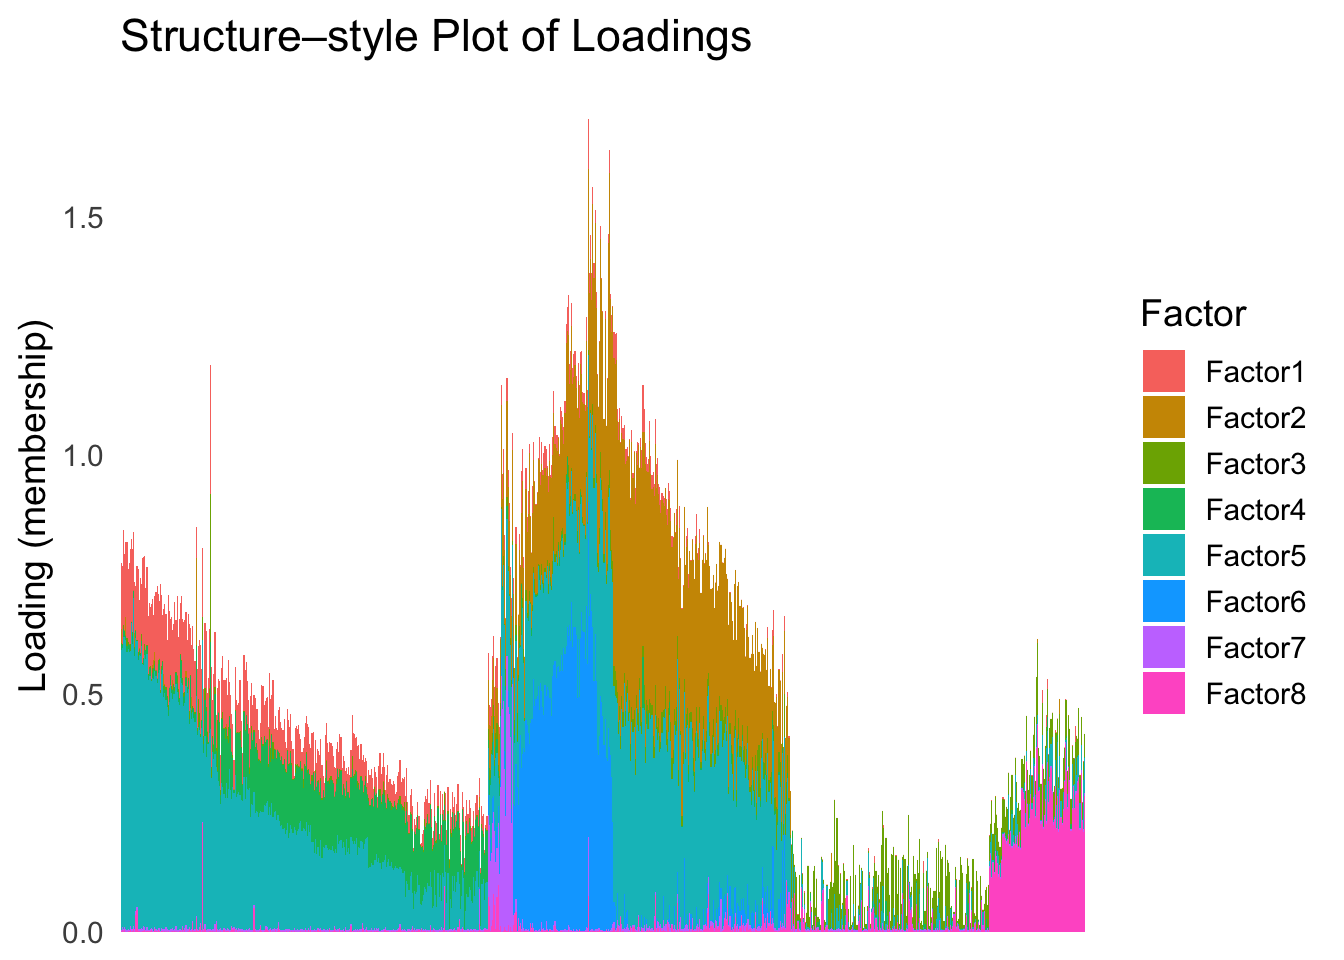 Structure–style Plot of Loadings
Loading (membership)
1.5
1.0
0.5
0.0
Factor
Factor1
Factor2
Factor3
Factor4
Factor5
Factor6
Factor7
Factor8